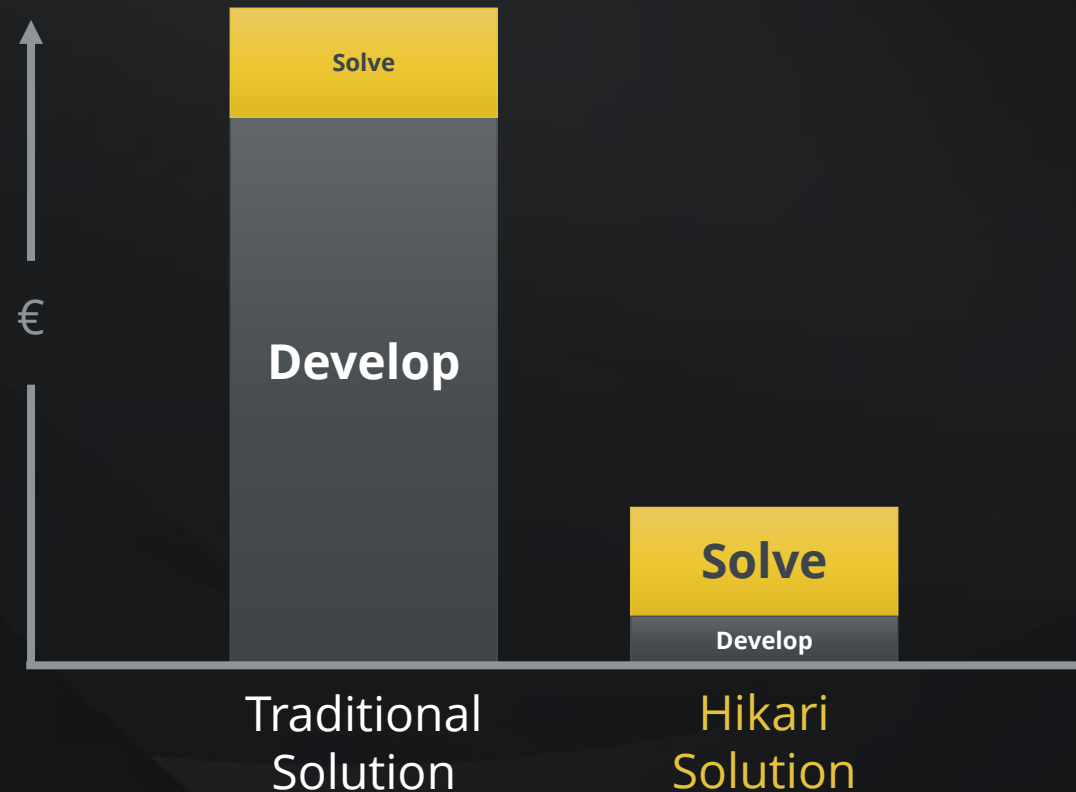 Solve
€
Develop
Solve
Develop
Traditional
Solution
Hikari
Solution